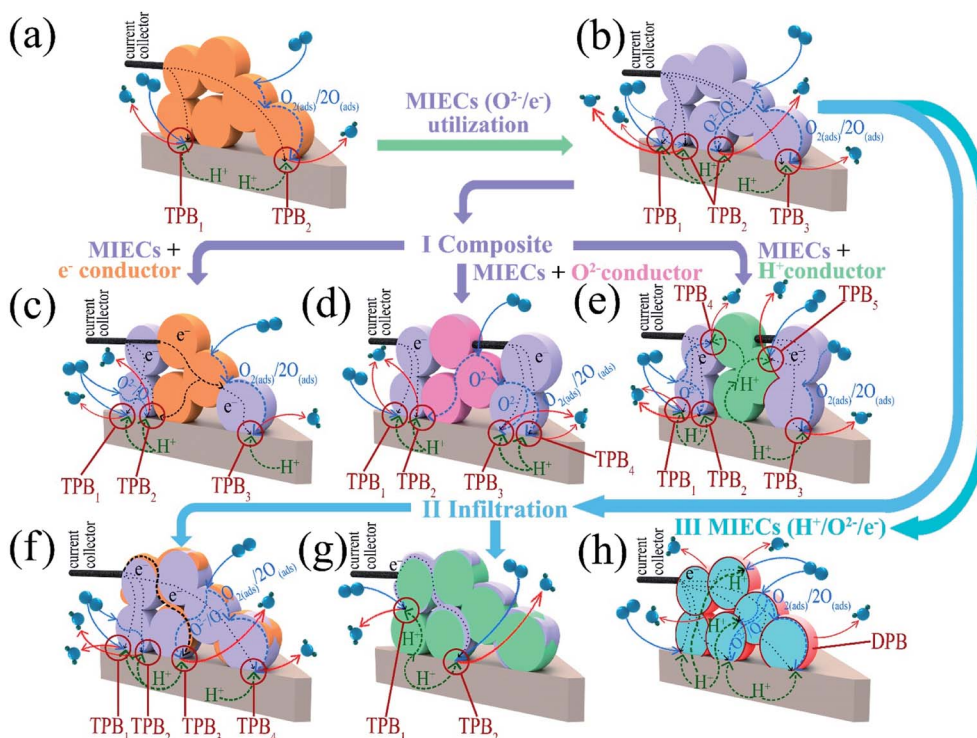 (a)
current
collector
O2(ads)/2O(ads)
H+
H+
TPB1
TPB2
MIECs (O2-/e-)
utilization
(b)
current
collector
O2-/O-
O2(ads)/2O(ads)
H+
H+
TPB1
TPB2
TPB3
I Composite
MIECs +
e- conductor
MIECs + O2-conductor
MIECs +
H+conductor
(c)
current
collector
e-
e-
O2-
O2(ads)/2O(ads)
e-
H+
H+
TPB1
TPB2
TPB3
(d)
current
collector
e-
e-
O2-
O2-
O2(ads)/2O(ads)
H+
H+
TPB1
TPB2
TPB3
TPB4
(e)
current
collector
TPB4
TPB5
e-
e-
H+
O2-
O2(ads)/2O(ads)
H+
H+
TPB1
TPB2
TPB3
II Infiltration
III MIECs (H+/O2-/e-)
(f)
current
collector
e-
e-
O2(ads)/2O(ads)
O2-/O-
H+
H+
TPB1
TPB2
TPB3
TPB4
(g)
current
collector
e-
H+
H+
TPB1
TPB2
(h)
current
collector
e-
H+
O2(ads)/2O(ads)
H+
H+
H+
DPB